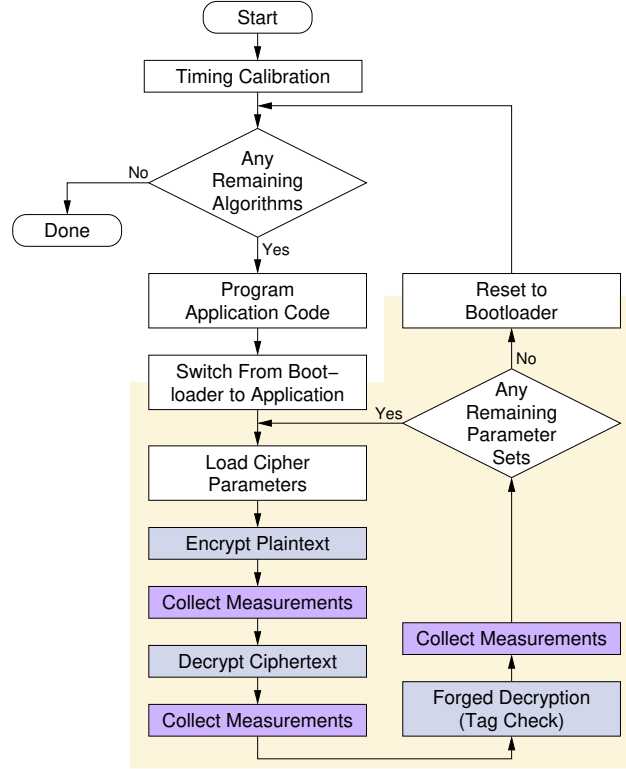 Start
Timing Calibration
Any
Remaining
Algorithms
No
Done
Yes
Program
Application Code
Switch From Boot–
loader to Application
Load Cipher
Parameters
Encrypt Plaintext
Collect Measurements
Decrypt Ciphertext
Collect Measurements
Forged Decryption
(Tag Check)
Collect Measurements
Any
Remaining
Parameter
Sets
Yes
No
Reset to
Bootloader